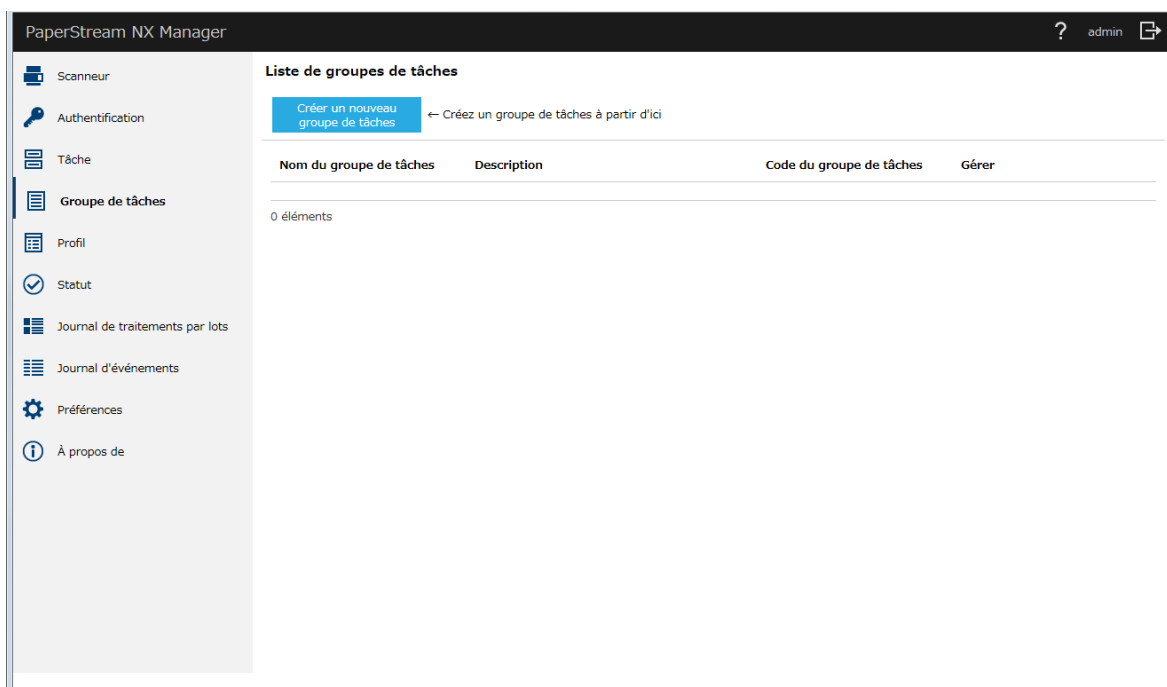 PaperStream NX Manager
? admin
Scanneur
Authentification
Tâche
Groupe de tâches
Profil
Statut
Journal de traitements par lots
Journal d'événements
Préférences
À propos de
Liste de groupes de tâches
Créer un nouveau
groupe de tâches
← Créez un groupe de tâches à partir d'ici
Nom du groupe de tâches Description Code du groupe de tâches Gérer
0 éléments